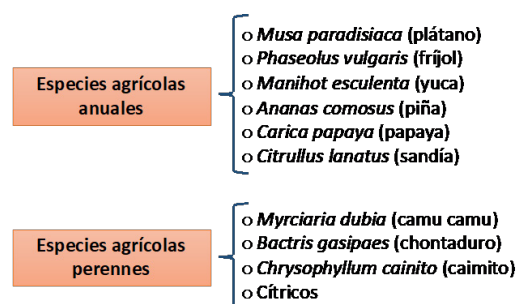 Especies agrícolas
anuales
o Musa paradisiaca (plátano)
o Phaseolus vulgaris (fríjol)
o Manihot esculenta (yuca)
o Ananas comosus (piña)
o Carica papaya (papaya)
o Citrullus lanatus (sandía)
Especies agrícolas
perennes
o Myrciaria dubia (camu camu)
o Bactris gasipaes (chontaduro)
o Chrysophyllum cainito (caimito)
o Cítricos